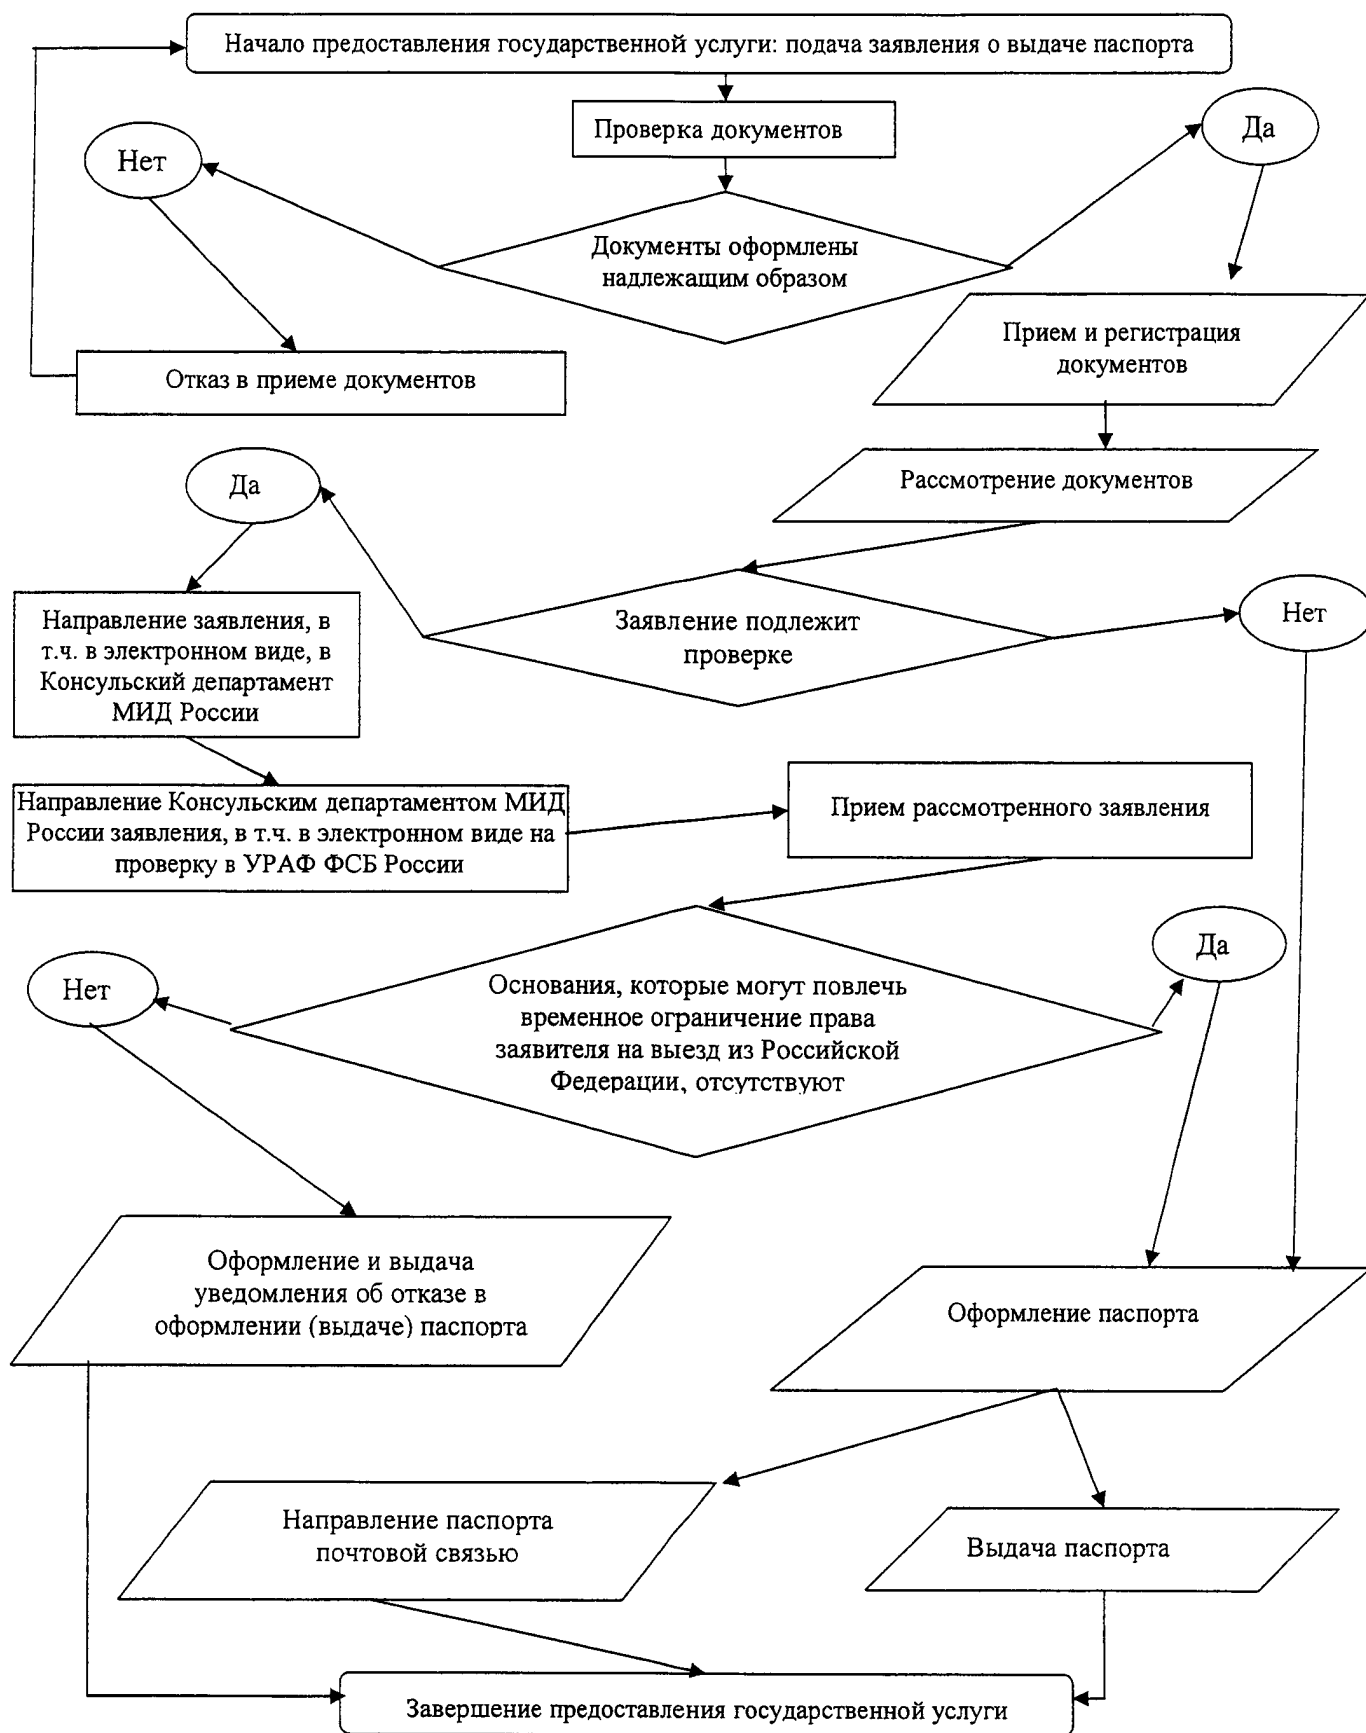 Начало предоставления государственной услуги: подача заявления о выдаче паспорта
Проверка документов
Да
Нет
Документы оформлены
надлежащим образом
Прием и регистрация
документов
Отказ в приеме документов
Да
Рассмотрение документов
Заявление подлежит
проверке
Нет
Направление заявления, в
т.ч. в электронном виде, в
Консульский департамент
МИД России
Направление Консульским департаментом МИД
России заявления, в т.ч. в электронном виде на
проверку в УРАФ ФСБ России
Прием рассмотренного заявления
Да
Нет
Основания, которые могут повлечь
временное ограничение права
заявителя на выезд из Российской
Федерации, отсутствуют
Оформление и выдача
уведомления об отказе в
оформлении (выдаче) паспорта
Оформление паспорта
Направление паспорта
почтовой связью
Выдача паспорта
Завершение предоставления государственной услуги